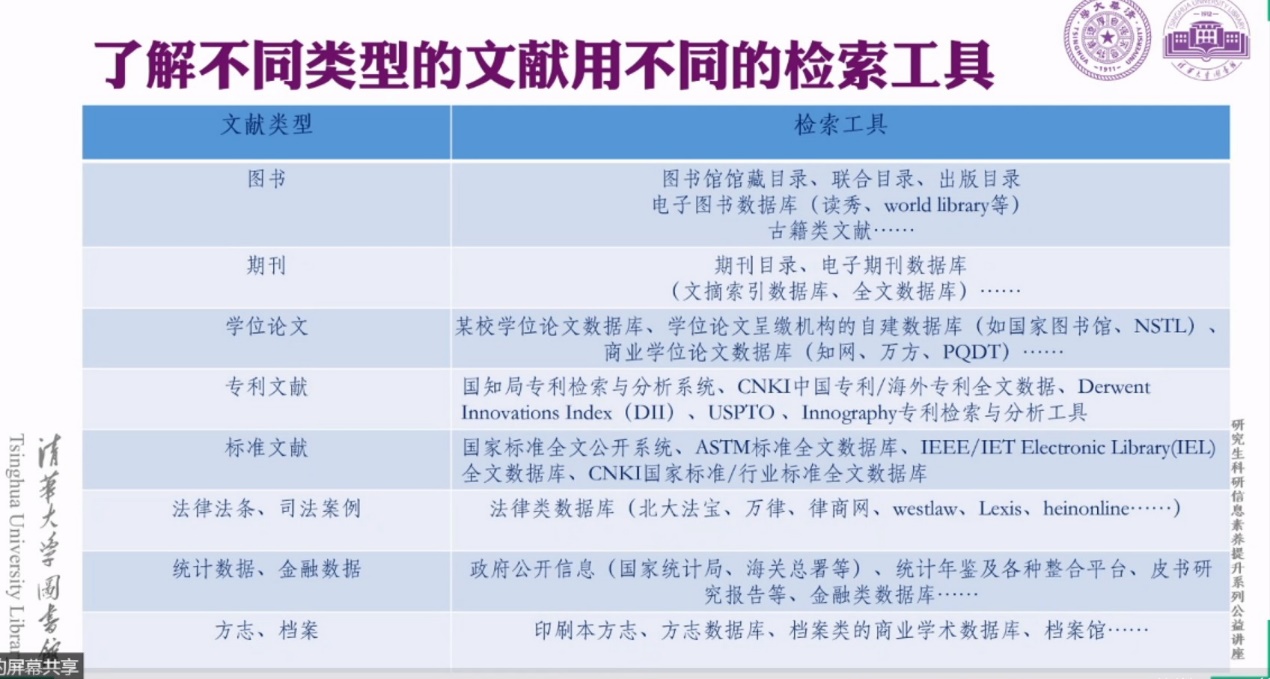 了解不同类型的文献用不同的检索工具
文献类型
检索工具
图书
图书馆馆藏目录、联合目录、出版目录
电子图书数据库（读秀、world library等）
古籍类文献……
期刊
期刊目录、电子期刊数据库
（文摘索引数据库、全文数据库）……
学位论文
某校学位论文数据库、学位论文呈缴机构的自建数据库（如国家图书馆、NSTL）、
商业学位论文数据库（知网、万方、PQDT）……
专利文献
国知局专利检索与分析系统、CNKI中国专利/海外专利全文数据、Derwent
Innovations Index（DII）、USPTO 、Innography专利检索与分析工具
标准文献
国家标准全文公开系统、ASTM标准全文数据库、IEEE/IET Electronic Library(IEL)
全文数据库、CNKI国家标准/行业标准全文数据库
法律法条、司法案例
法律类数据库（北大法宝、万律、律商网、westlaw、Lexis、heinonline……）
统计数据、金融数据
政府公开信息（国家统计局、海关总署等）、统计年鉴及各种整合平台、皮书研
究报告等、金融类数据库……
方志、档案
印刷本方志、方志数据库、档案类的商业学术数据库、档案馆……
清华大学图书馆
Tsinghua University Librar
研究生科研信息素养提升系列公益讲座
的屏幕共享
TSINGHUA UNIVERSITY
1911
TSINGHUA UNIVERSITY LIBRARY
1912